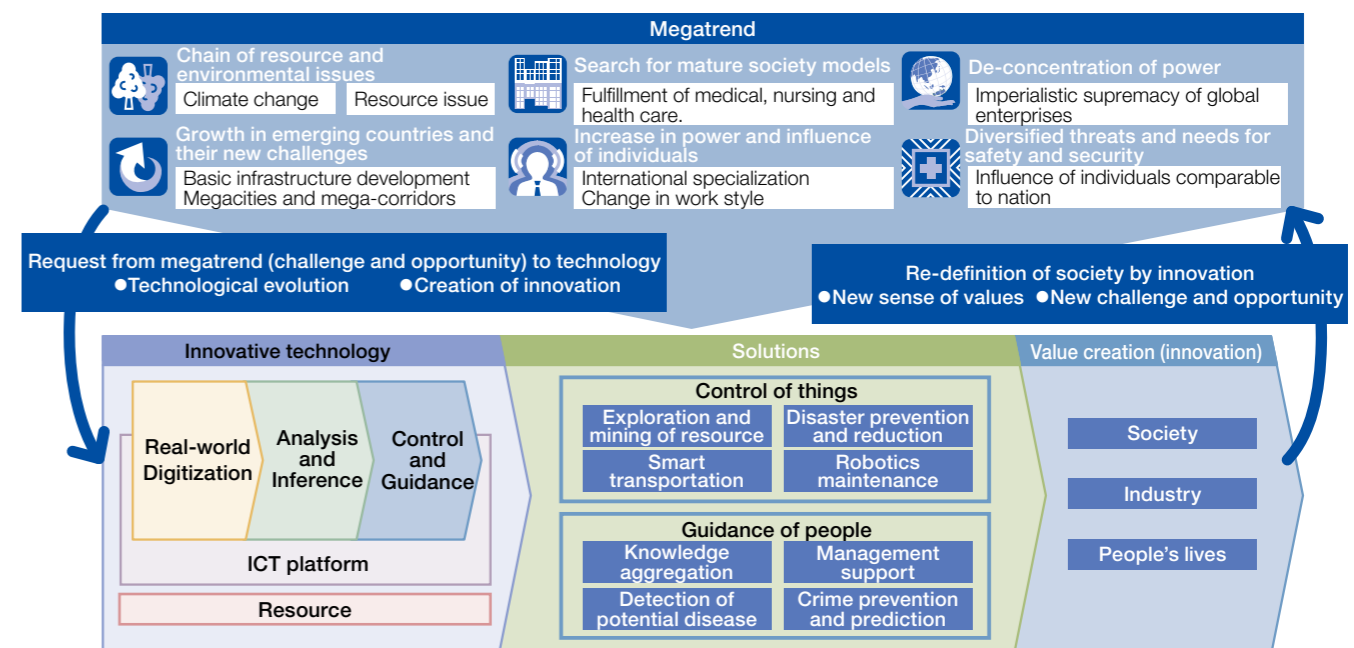 Megatrend
Chain of resource and
environmental issues
Climate change
Resource issue
Search for mature society models
Fulfillment of medical, nursing and
health care.
De-concentration of power
Imperialistic supremacy of global
enterprises
Growth in emerging countries and
their new challenges
Basic infrastructure development
Megacities and mega-corridors
Increase in power and influence
of individuals
International specialization
Change in work style
Diversified threats and needs for
safety and security
Influence of individuals comparable
to nation
Request from megatrend (challenge and opportunity) to technology
●Technological evolution ●Creation of innovation
Re-definition of society by innovation
●New sense of values ●New challenge and opportunity
Innovative technology
Real-world
Digitization
Analysis
and
Inference
Control
and
Guidance
ICT platform
Resource
Solutions
Control of things
Exploration and
mining of resource
Disaster prevention
and reduction
Smart
transportation
Robotics
maintenance
Guidance of people
Knowledge
aggregation
Management
support
Detection of
potential disease
Crime prevention
and prediction
Value creation (innovation)
Society
Industry
People's lives